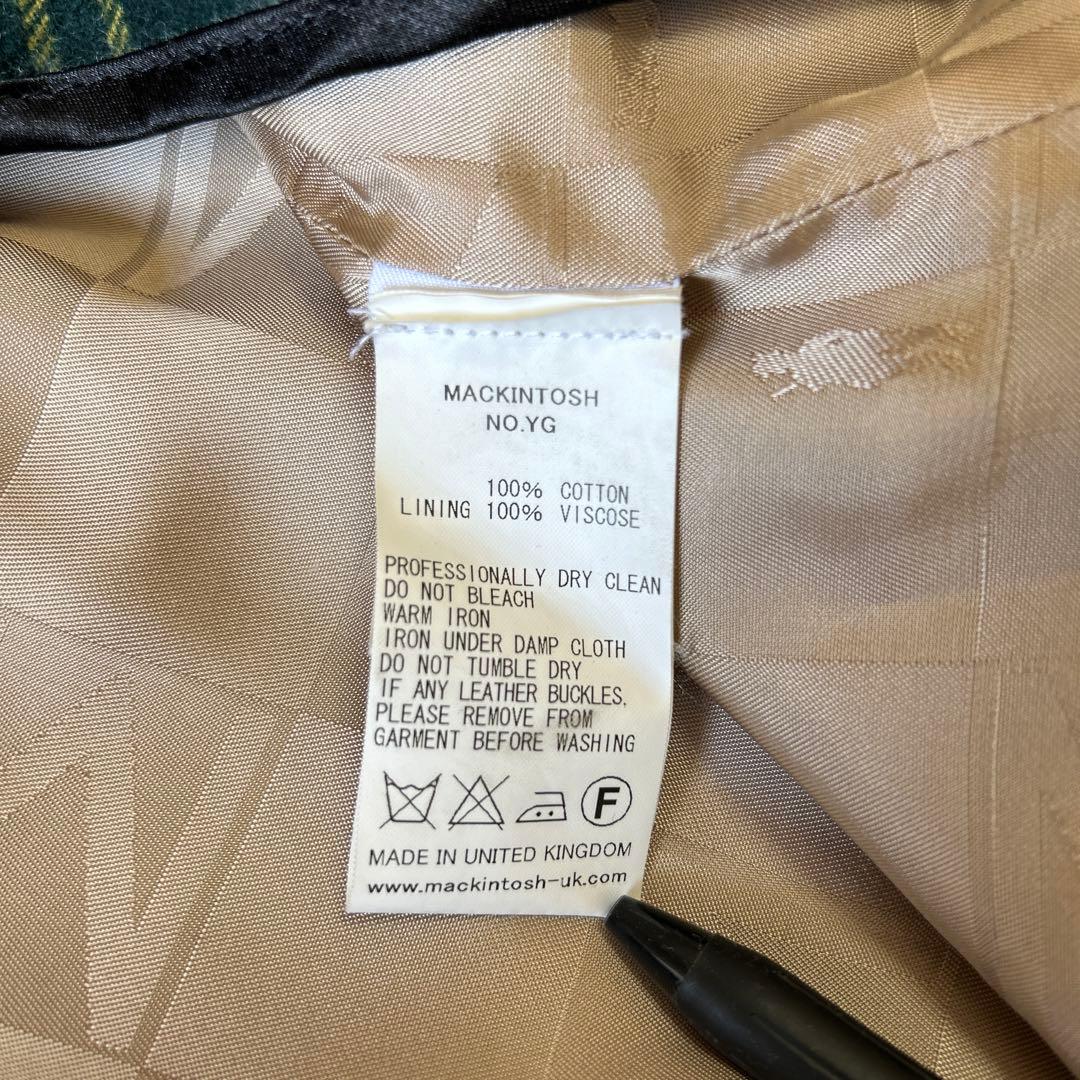 MACKINTOSH
NO.YG
100% COTTON
LINING 100% VISCOSE
PROFESSIONALLY DRY CLEAN
DO NOT BLEACH
WARM IRON
IRON UNDER DAMP CLOTH
DO NOT TUMBLE DRY
IF ANY LEATHER BUCKLES,
PLEASE REMOVE FROM
GARMENT BEFORE WASHING
F
MADE IN UNITED KINGDOM
www.mackintosh-uk.com